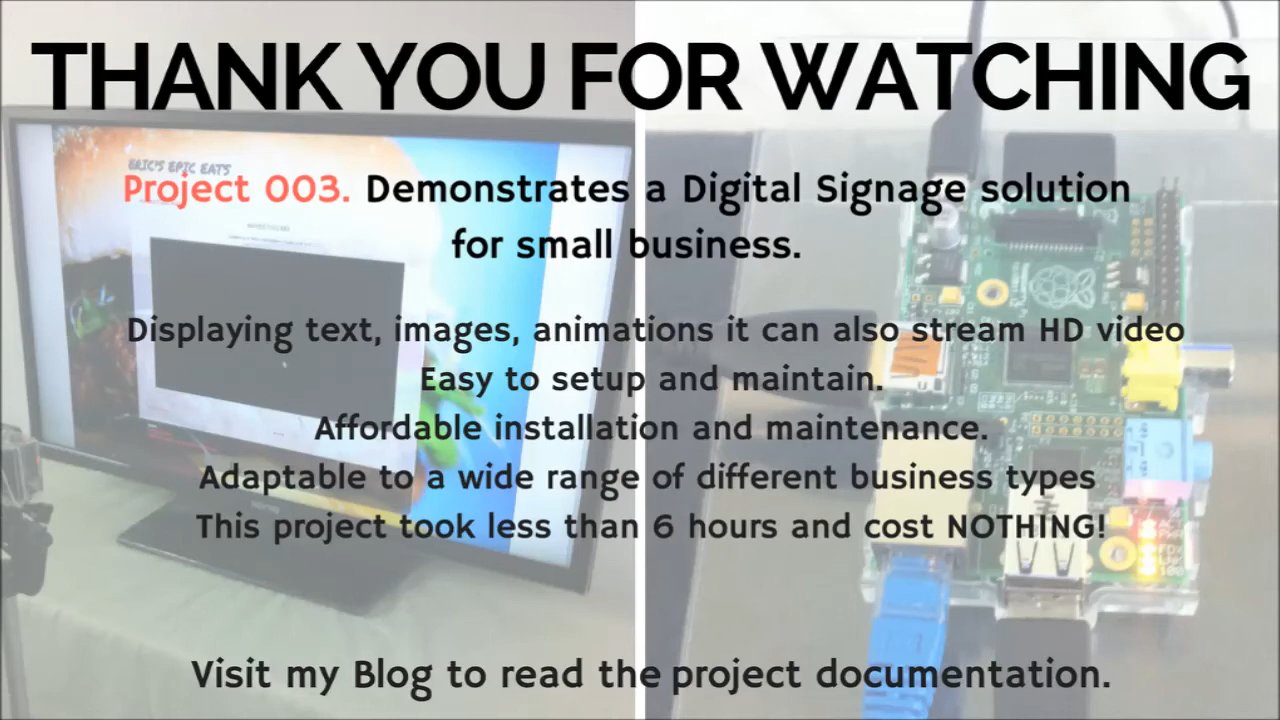 THANK YOU FOR WATCHING
ERIC'S EPIC EATS
Project 003. Demonstrates a Digital Signage solution
for small business.
Displaying text, images, animations it can also stream HD video
Easy to setup and maintain.
Affordable installation and maintenance.
Adaptable to a wide range of different business types
This project took less than 6 hours and cost NOTHING!
Visit my Blog to read the project documentation.